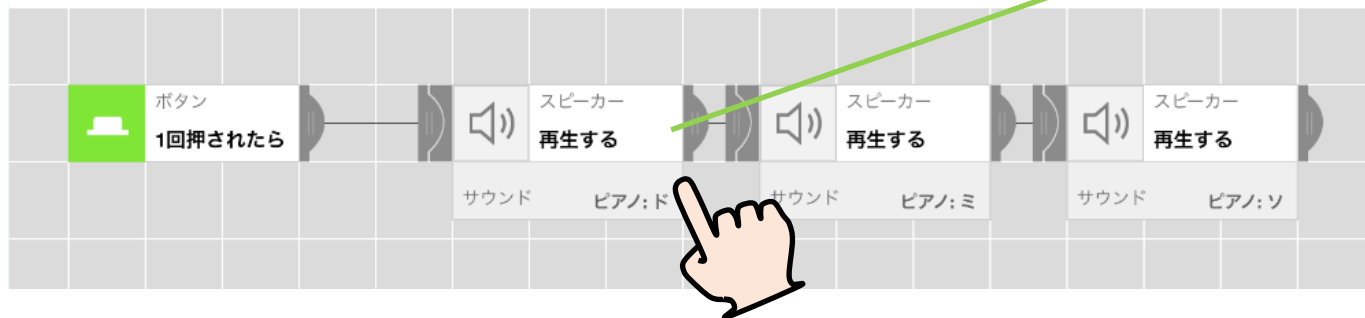 ボタン
1回押されたら
スピーカー
再生する
サウンド ピアノ: ド
スピーカー
再生する
サウンド ピアノ: ミ
スピーカー
再生する
サウンド ピアノ: ソ